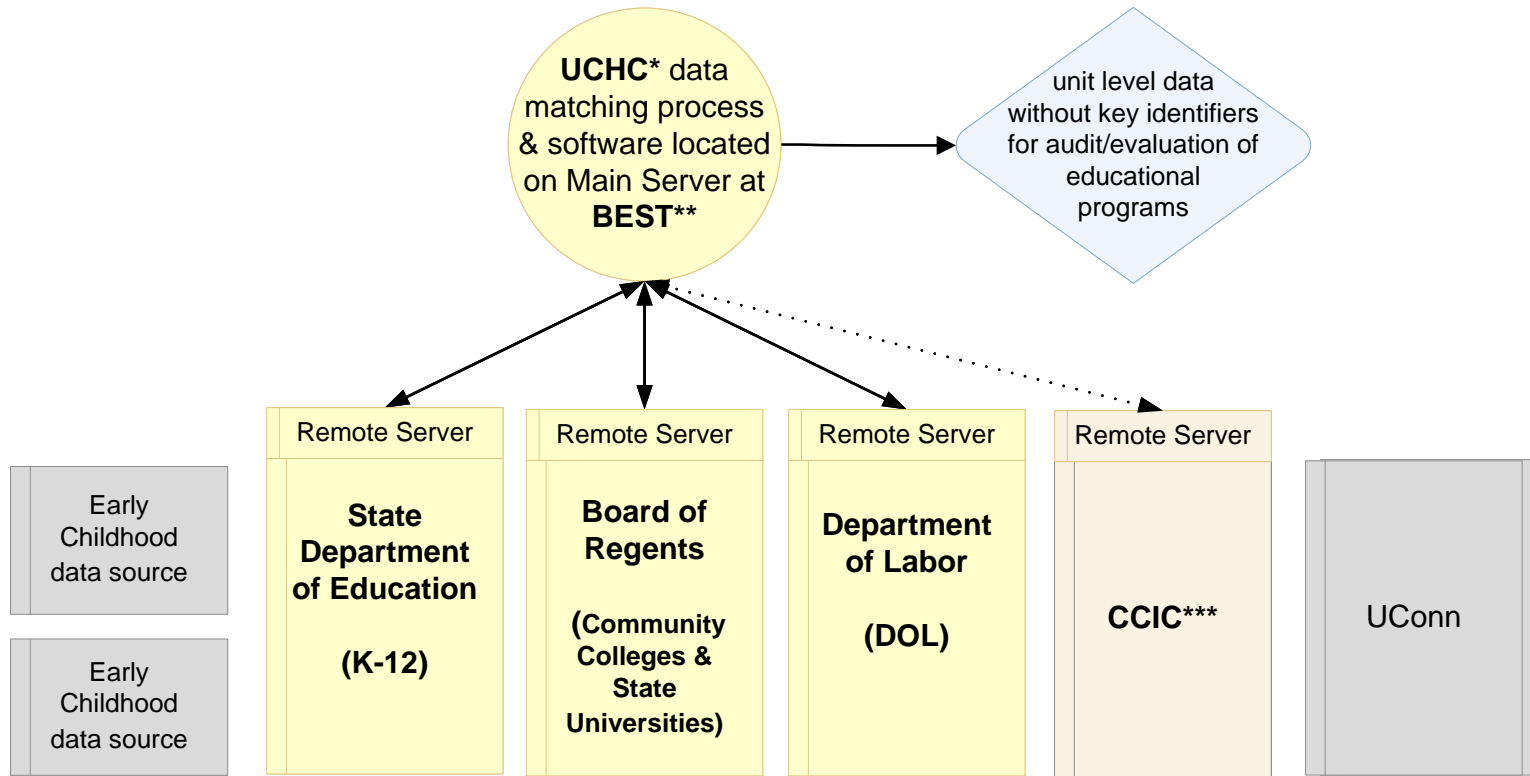 UCHC* data
matching process
& software located
on Main Server at
BEST**
unit level data
without key identifiers
for audit/evaluation of
educational
programs
Remote Server
State
Department
of Education
(K-12)
Remote Server
Board of
Regents
(Community
Colleges &
State
Universities)
Remote Server
Department
of Labor
(DOL)
Remote Server
CCIC***
Early
Childhood
data source
Early
Childhood
data source
UConn